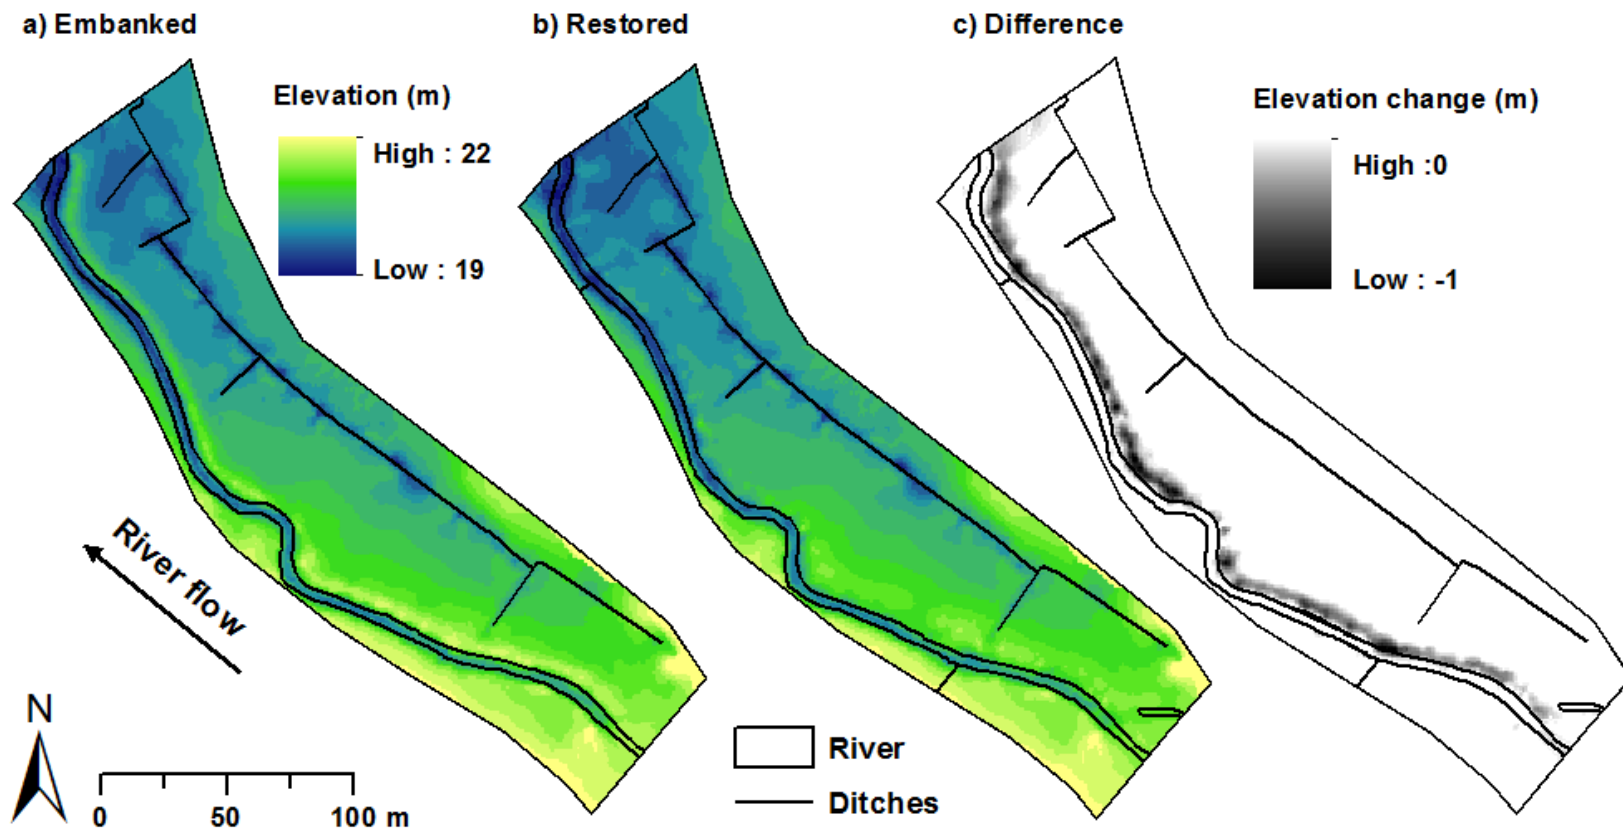 a) Embanked
b) Restored
c) Difference
Elevation (m)
High : 22
Low : 19
Elevation change (m)
High :0
Low : -1
River flow
N
0 50 100 m
River
Ditches